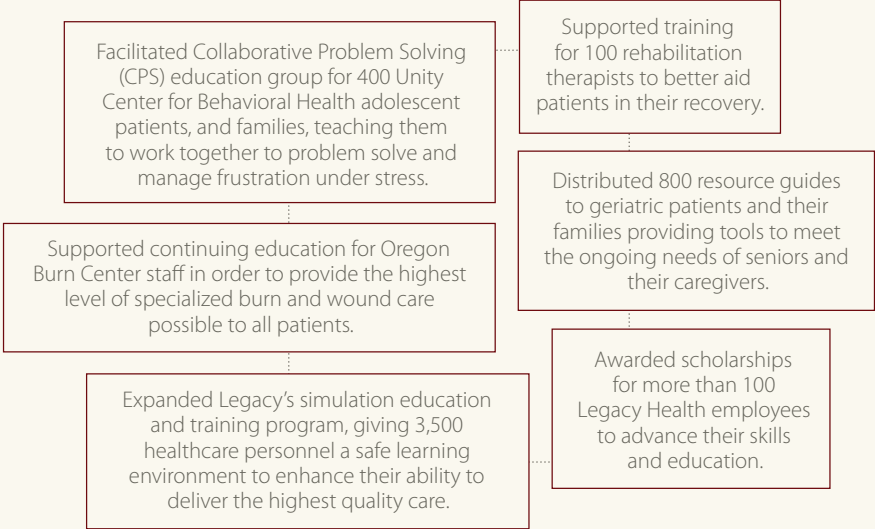 Facilitated Collaborative Problem Solving
(CPS) education group for 400 Unity
Center for Behavioral Health adolescent
patients, and families, teaching them
to work together to problem solve and
manage frustration under stress.
Supported training
for 100 rehabilitation
therapists to better aid
patients in their recovery.
Supported continuing education for Oregon
Burn Center staff in order to provide the highest
level of specialized burn and wound care
possible to all patients.
Distributed 800 resource guides
to geriatric patients and their
families providing tools to meet
the ongoing needs of seniors and
their caregivers.
Expanded Legacy’s simulation education
and training program, giving 3,500
healthcare personnel a safe learning
environment to enhance their ability to
deliver the highest quality care.
Awarded scholarships
for more than 100
Legacy Health employees
to advance their skills
and education.